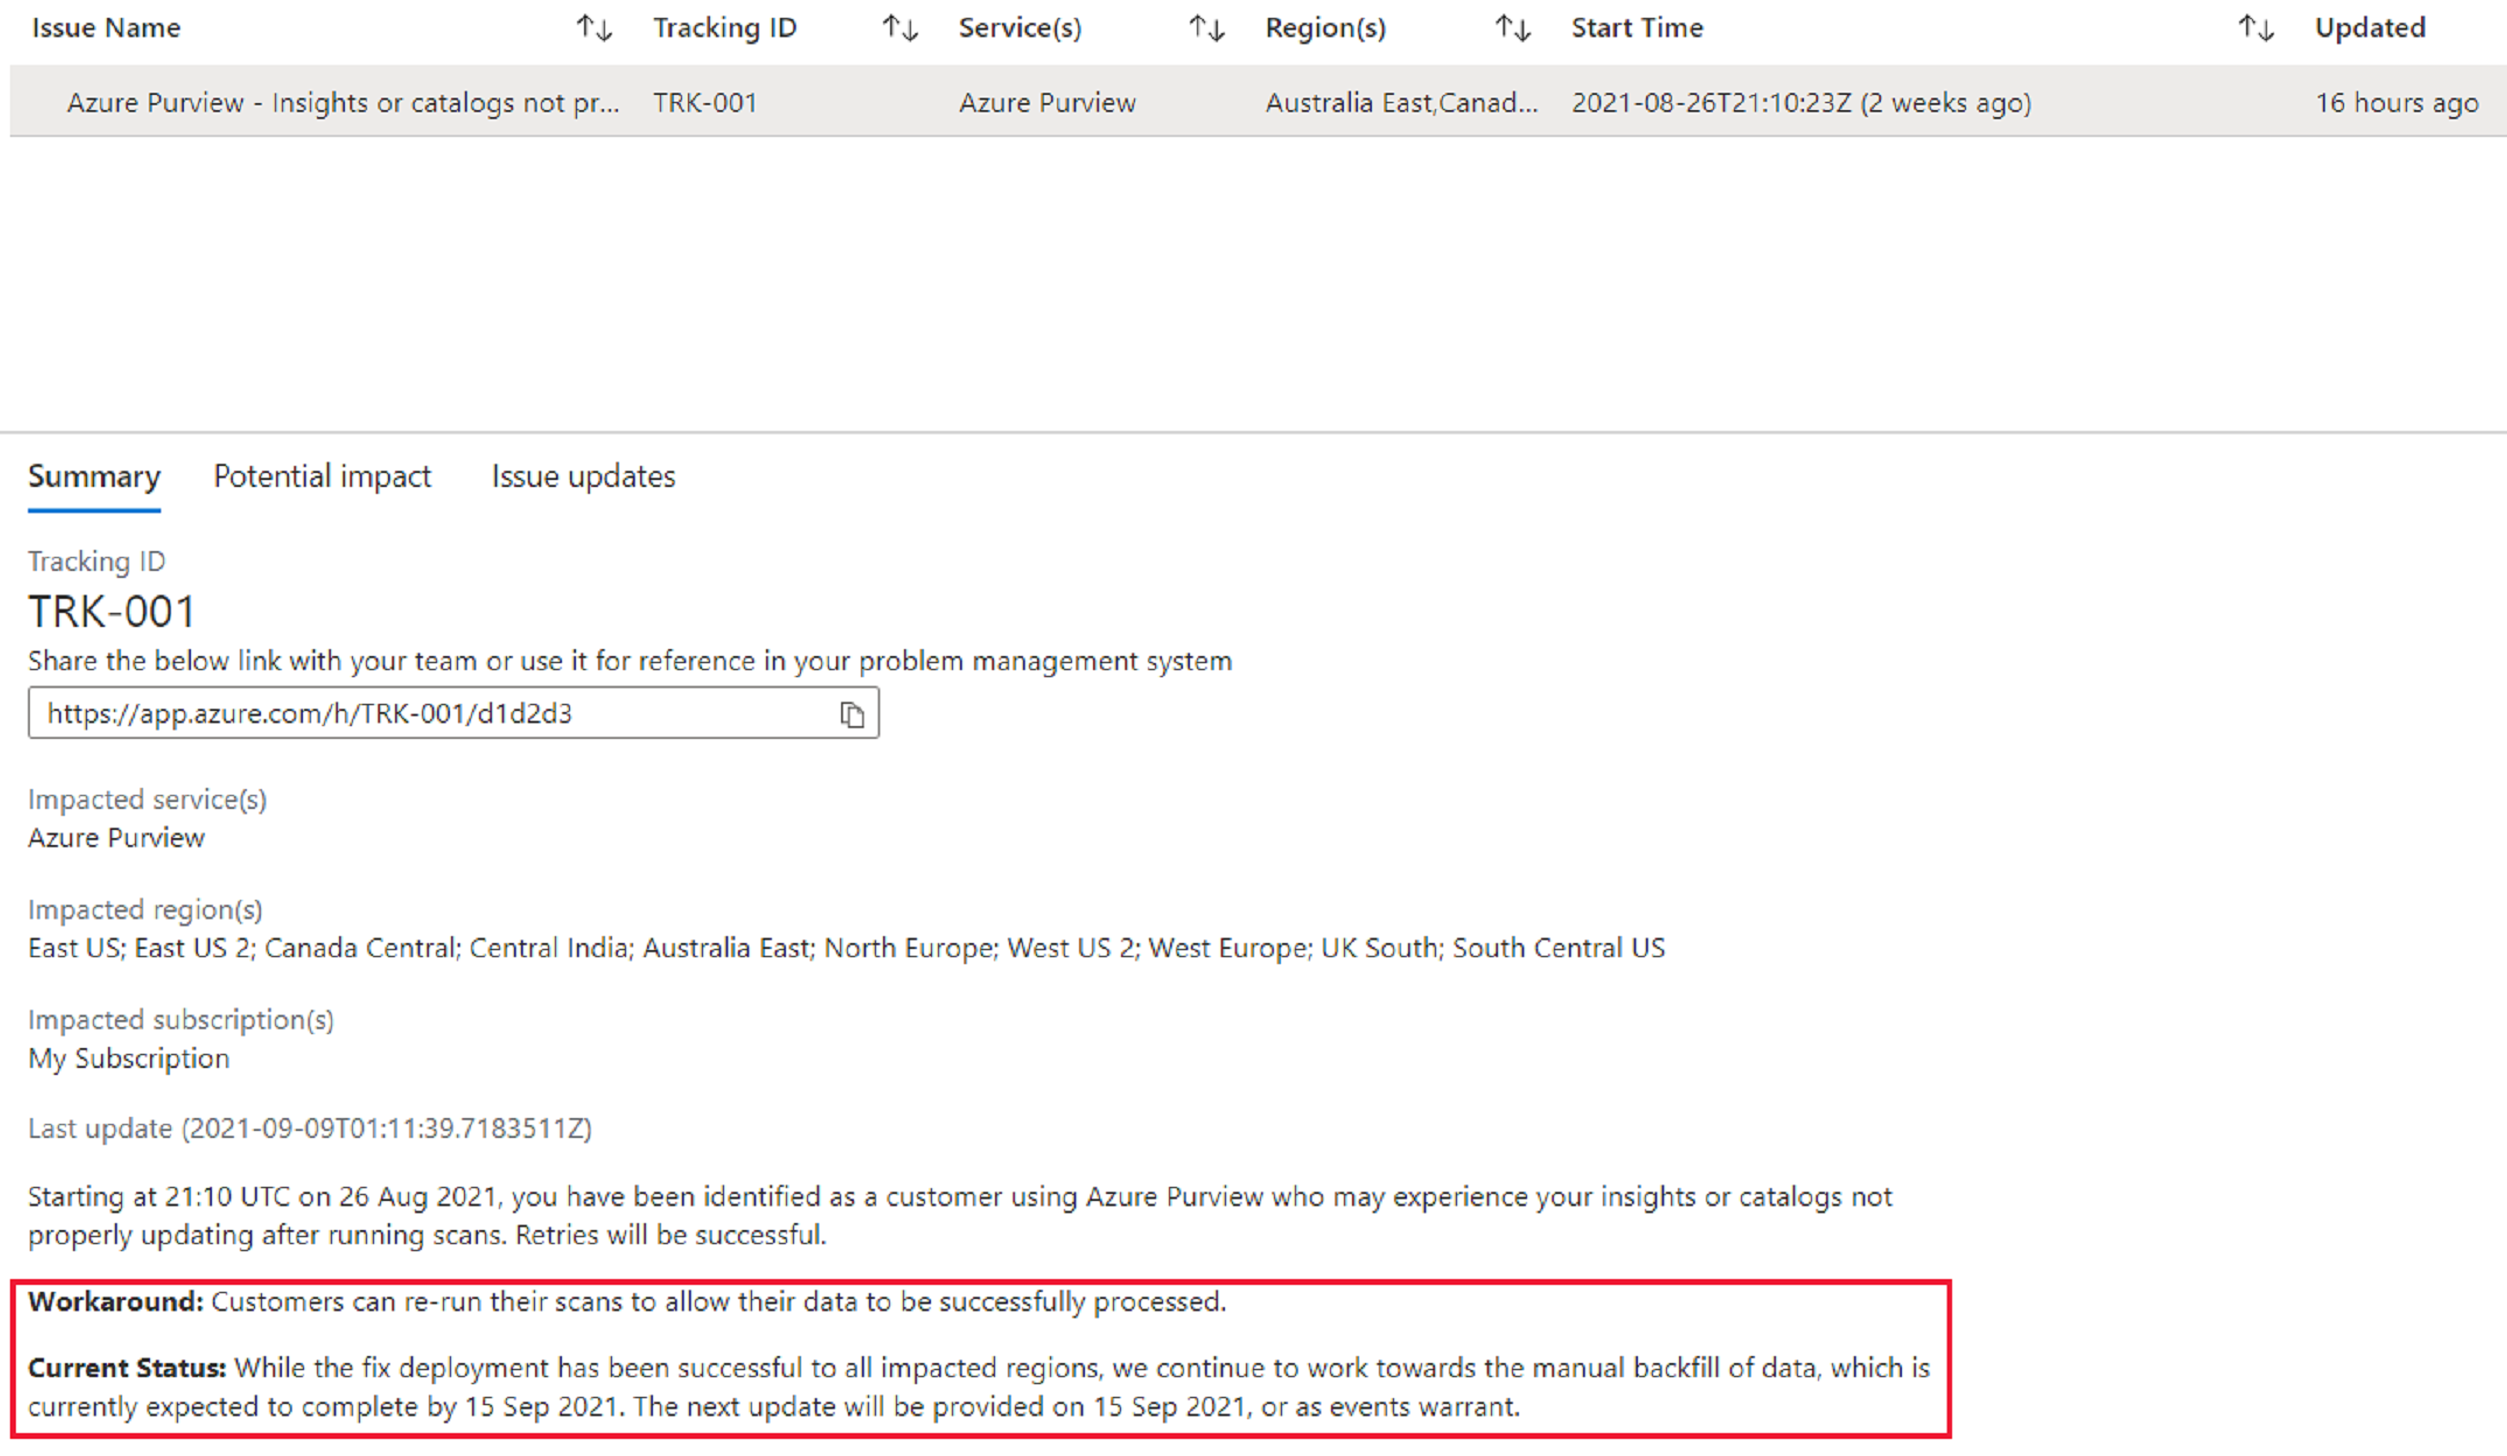 Issue Name ↑↓ Tracking ID ↑↓ Service(s) ↑↓ Region(s) ↑↓ Start Time ↑↓ Updated
Azure Purview - Insights or catalogs not pr... TRK-001 Azure Purview Australia East,Canad... 2021-08-26T21:10:23Z (2 weeks ago) 16 hours ago
Summary Potential impact Issue updates
Tracking ID
TRK-001
Share the below link with your team or use it for reference in your problem management system
https://app.azure.com/h/TRK-001/d1d2d3
Impacted service(s)
Azure Purview
Impacted region(s)
East US; East US 2; Canada Central; Central India; Australia East; North Europe; West US 2; West Europe; UK South; South Central US
Impacted subscription(s)
My Subscription
Last update (2021-09-09T01:11:39.7183511Z)
Starting at 21:10 UTC on 26 Aug 2021, you have been identified as a customer using Azure Purview who may experience your insights or catalogs not
properly updating after running scans. Retries will be successful.
Workaround: Customers can re-run their scans to allow their data to be successfully processed.
Current Status: While the fix deployment has been successful to all impacted regions, we continue to work towards the manual backfill of data, which is
currently expected to complete by 15 Sep 2021. The next update will be provided on 15 Sep 2021, or as events warrant.